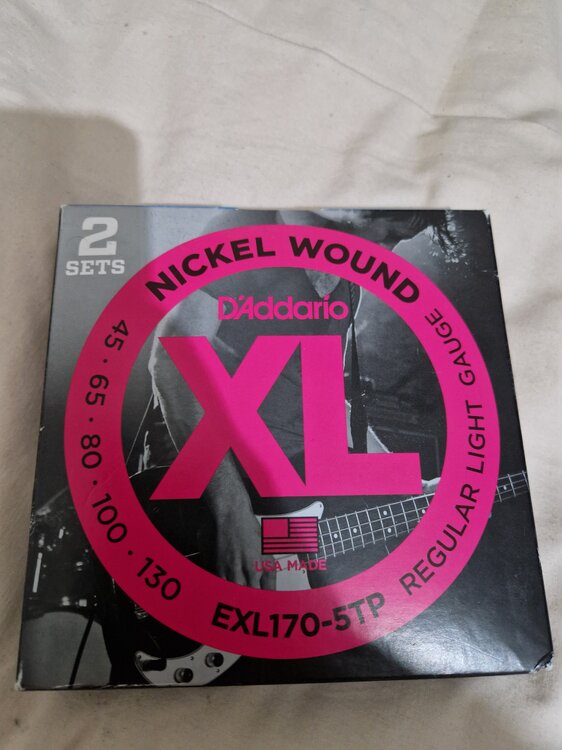 2
SETS
NICKEL WOUND
D'Addario
XL
USA MADE
45 · 65 · 80 · 100 · 130
EXL170-5TP
REGULAR LIGHT GAUGE